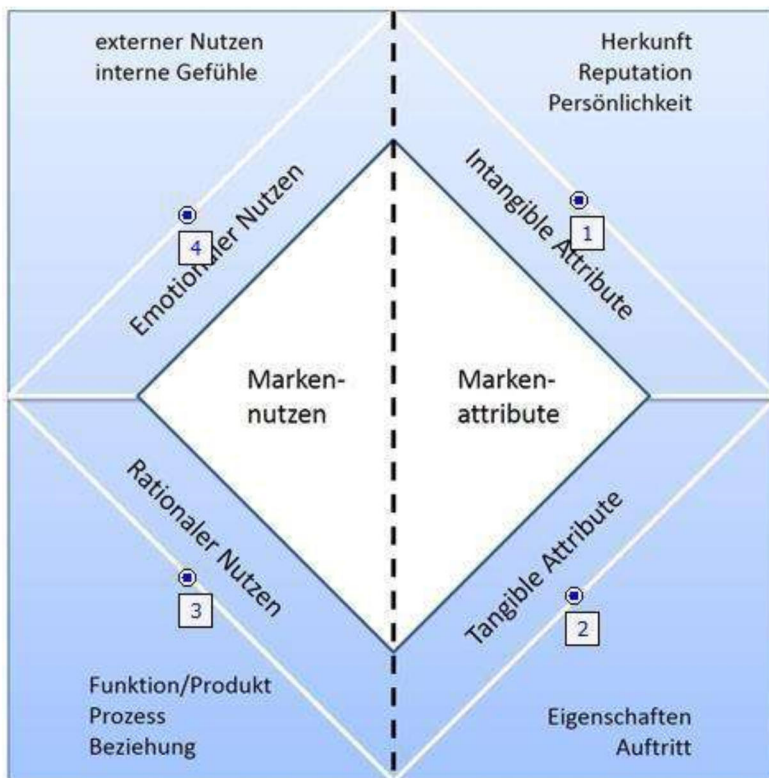 externer Nutzen
interne Gefühle
Herkunft
Reputation
Persönlichkeit
Emotionaler Nutzen
4
Intangible Attribute
1
Marken-
nutzen
Marken-
attribute
Rationaler Nutzen
3
Tangible Attribute
2
Funktion/Produkt
Prozess
Beziehung
Eigenschaften
Auftritt